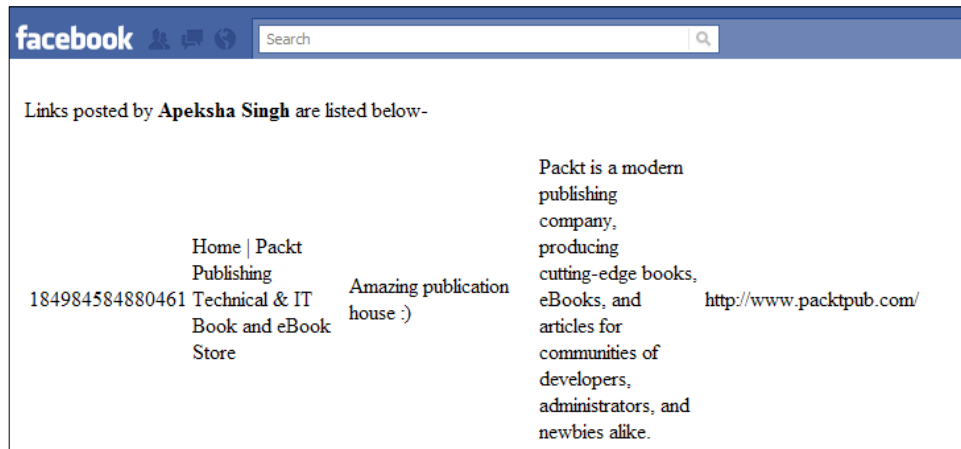 facebook
Search
Links posted by Apeksha Singh are listed below-
184984584880461
Home | Packt
Publishing
Technical & IT
Book and eBook
Store
Amazing publication
house :)
Packt is a modern
publishing
company,
producing
cutting-edge books,
eBooks, and
articles for
communities of
developers,
administrators, and
newbies alike.
http://www.packtpub.com/